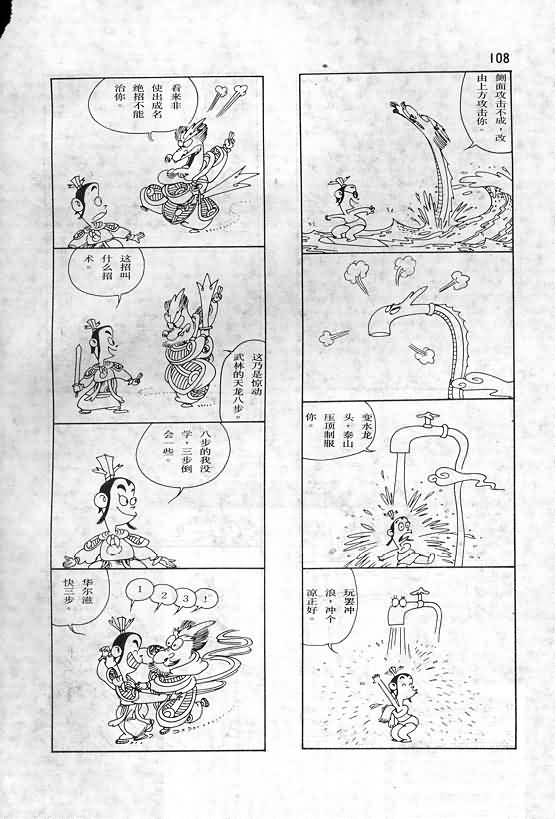 108
侧面攻击不成，改
由上方攻击你。
变水龙
头，泰山
压顶制服
你。
玩罢冲
浪，冲个
凉正好。
看来非
使出成名
绝招不能
治你。
这招叫
什么招
术。
这乃是惊动
武林的天龙八步。
八步的我没
学，三步倒
会一些。
华尔滋
快三步。
1 2 3 !